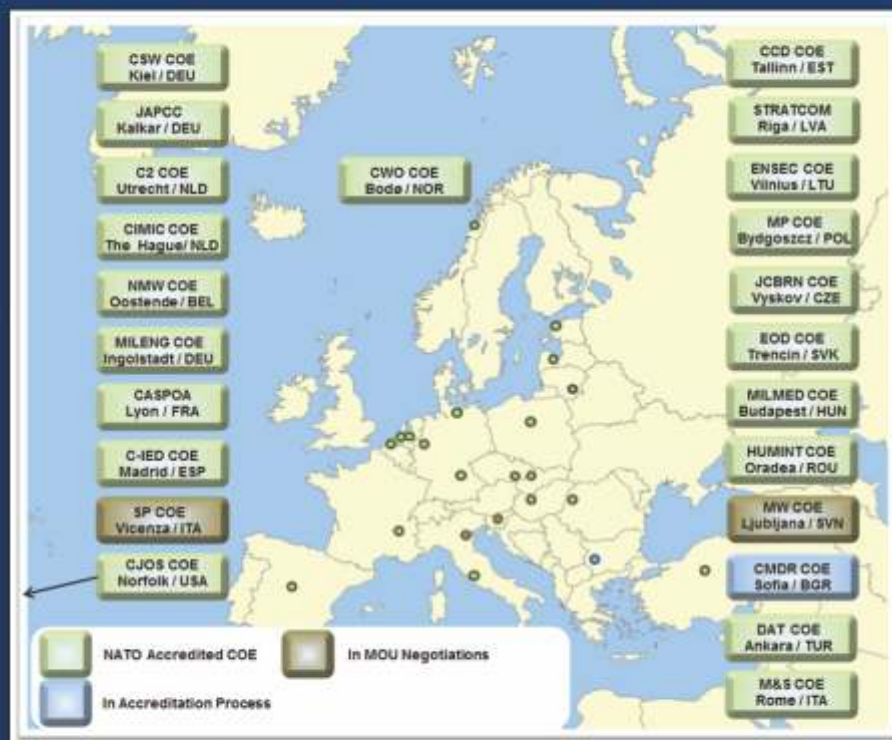 CSW COE
Kiel / DEU
JAPCC
Kalkar / DEU
C2 COE
Utrecht / NLD
CIMIC COE
The Hague/ NLD
NMW COE
Oostende / BEL
MILENG COE
Ingolstadt / DEU
CASPOA
Lyon / FRA
C-IED COE
Madrid / ESP
SP COE
Vicenza / ITA
CJOS COE
Norfolk / USA
CWO COE
Bodø / NOR
CCD COE
Tallinn / EST
STRATCOM
Riga / LVA
ENSEC COE
Vilnius / LTU
MP COE
Bydgoszcz / POL
JCBRN COE
Vyskov / CZE
EOD COE
Trencin / SVK
MILMED COE
Budapest / HUN
HUMINT COE
Oradea / ROU
MW COE
Ljubljana / SVN
CMDR COE
Sofia / BGR
DAT COE
Ankara / TUR
M&S COE
Rome / ITA
NATO Accredited COE
In MOU Negotiations
In Accreditation Process